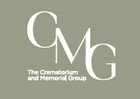 CMG
The Crematorium
and Memorial Group